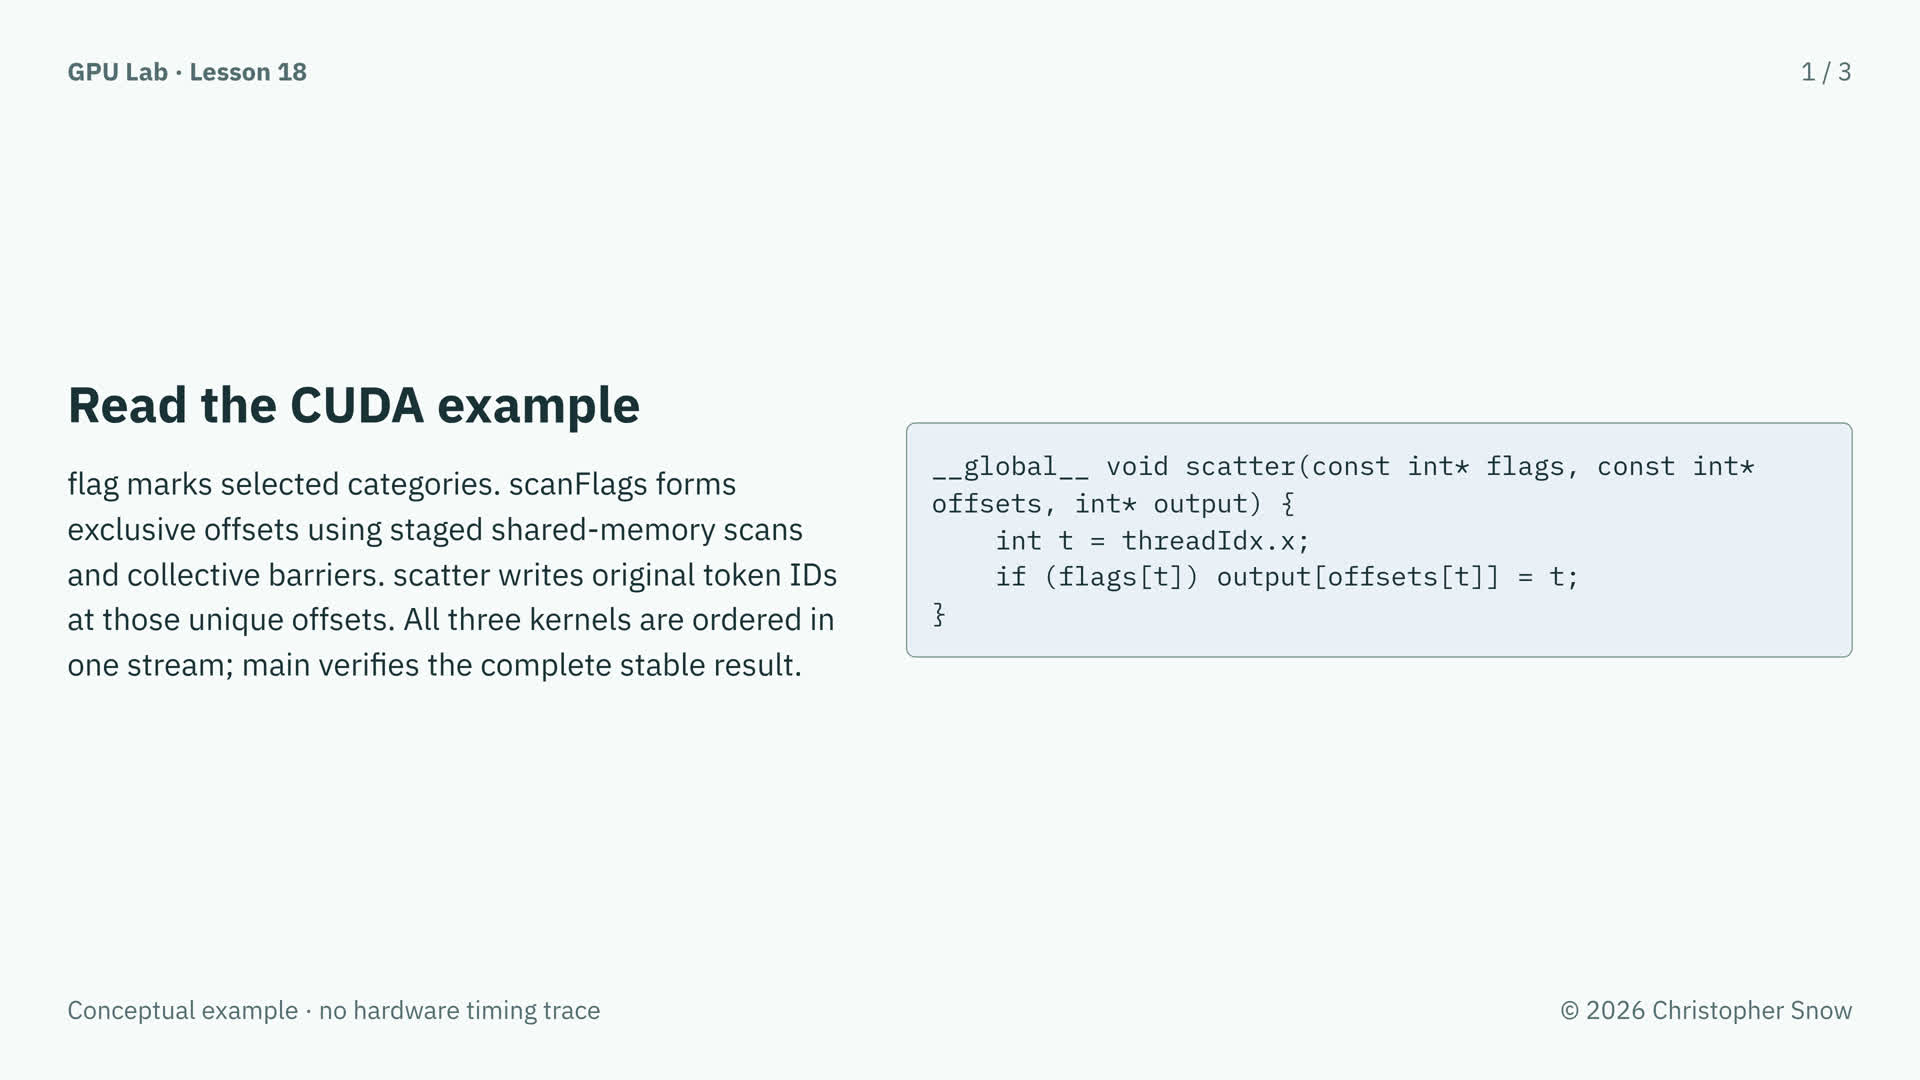 GPU Lab · Lesson 18
1 / 3
Read the CUDA example
flag marks selected categories. scanFlags forms
exclusive offsets using staged shared-memory scans
and collective barriers. scatter writes original token IDs
at those unique offsets. All three kernels are ordered in
one stream; main verifies the complete stable result.
__global__ void scatter(const int* flags, const int*
offsets, int* output) {
    int t = threadIdx.x;
    if (flags[t]) output[offsets[t]] = t;
}
Conceptual example · no hardware timing trace
© 2026 Christopher Snow